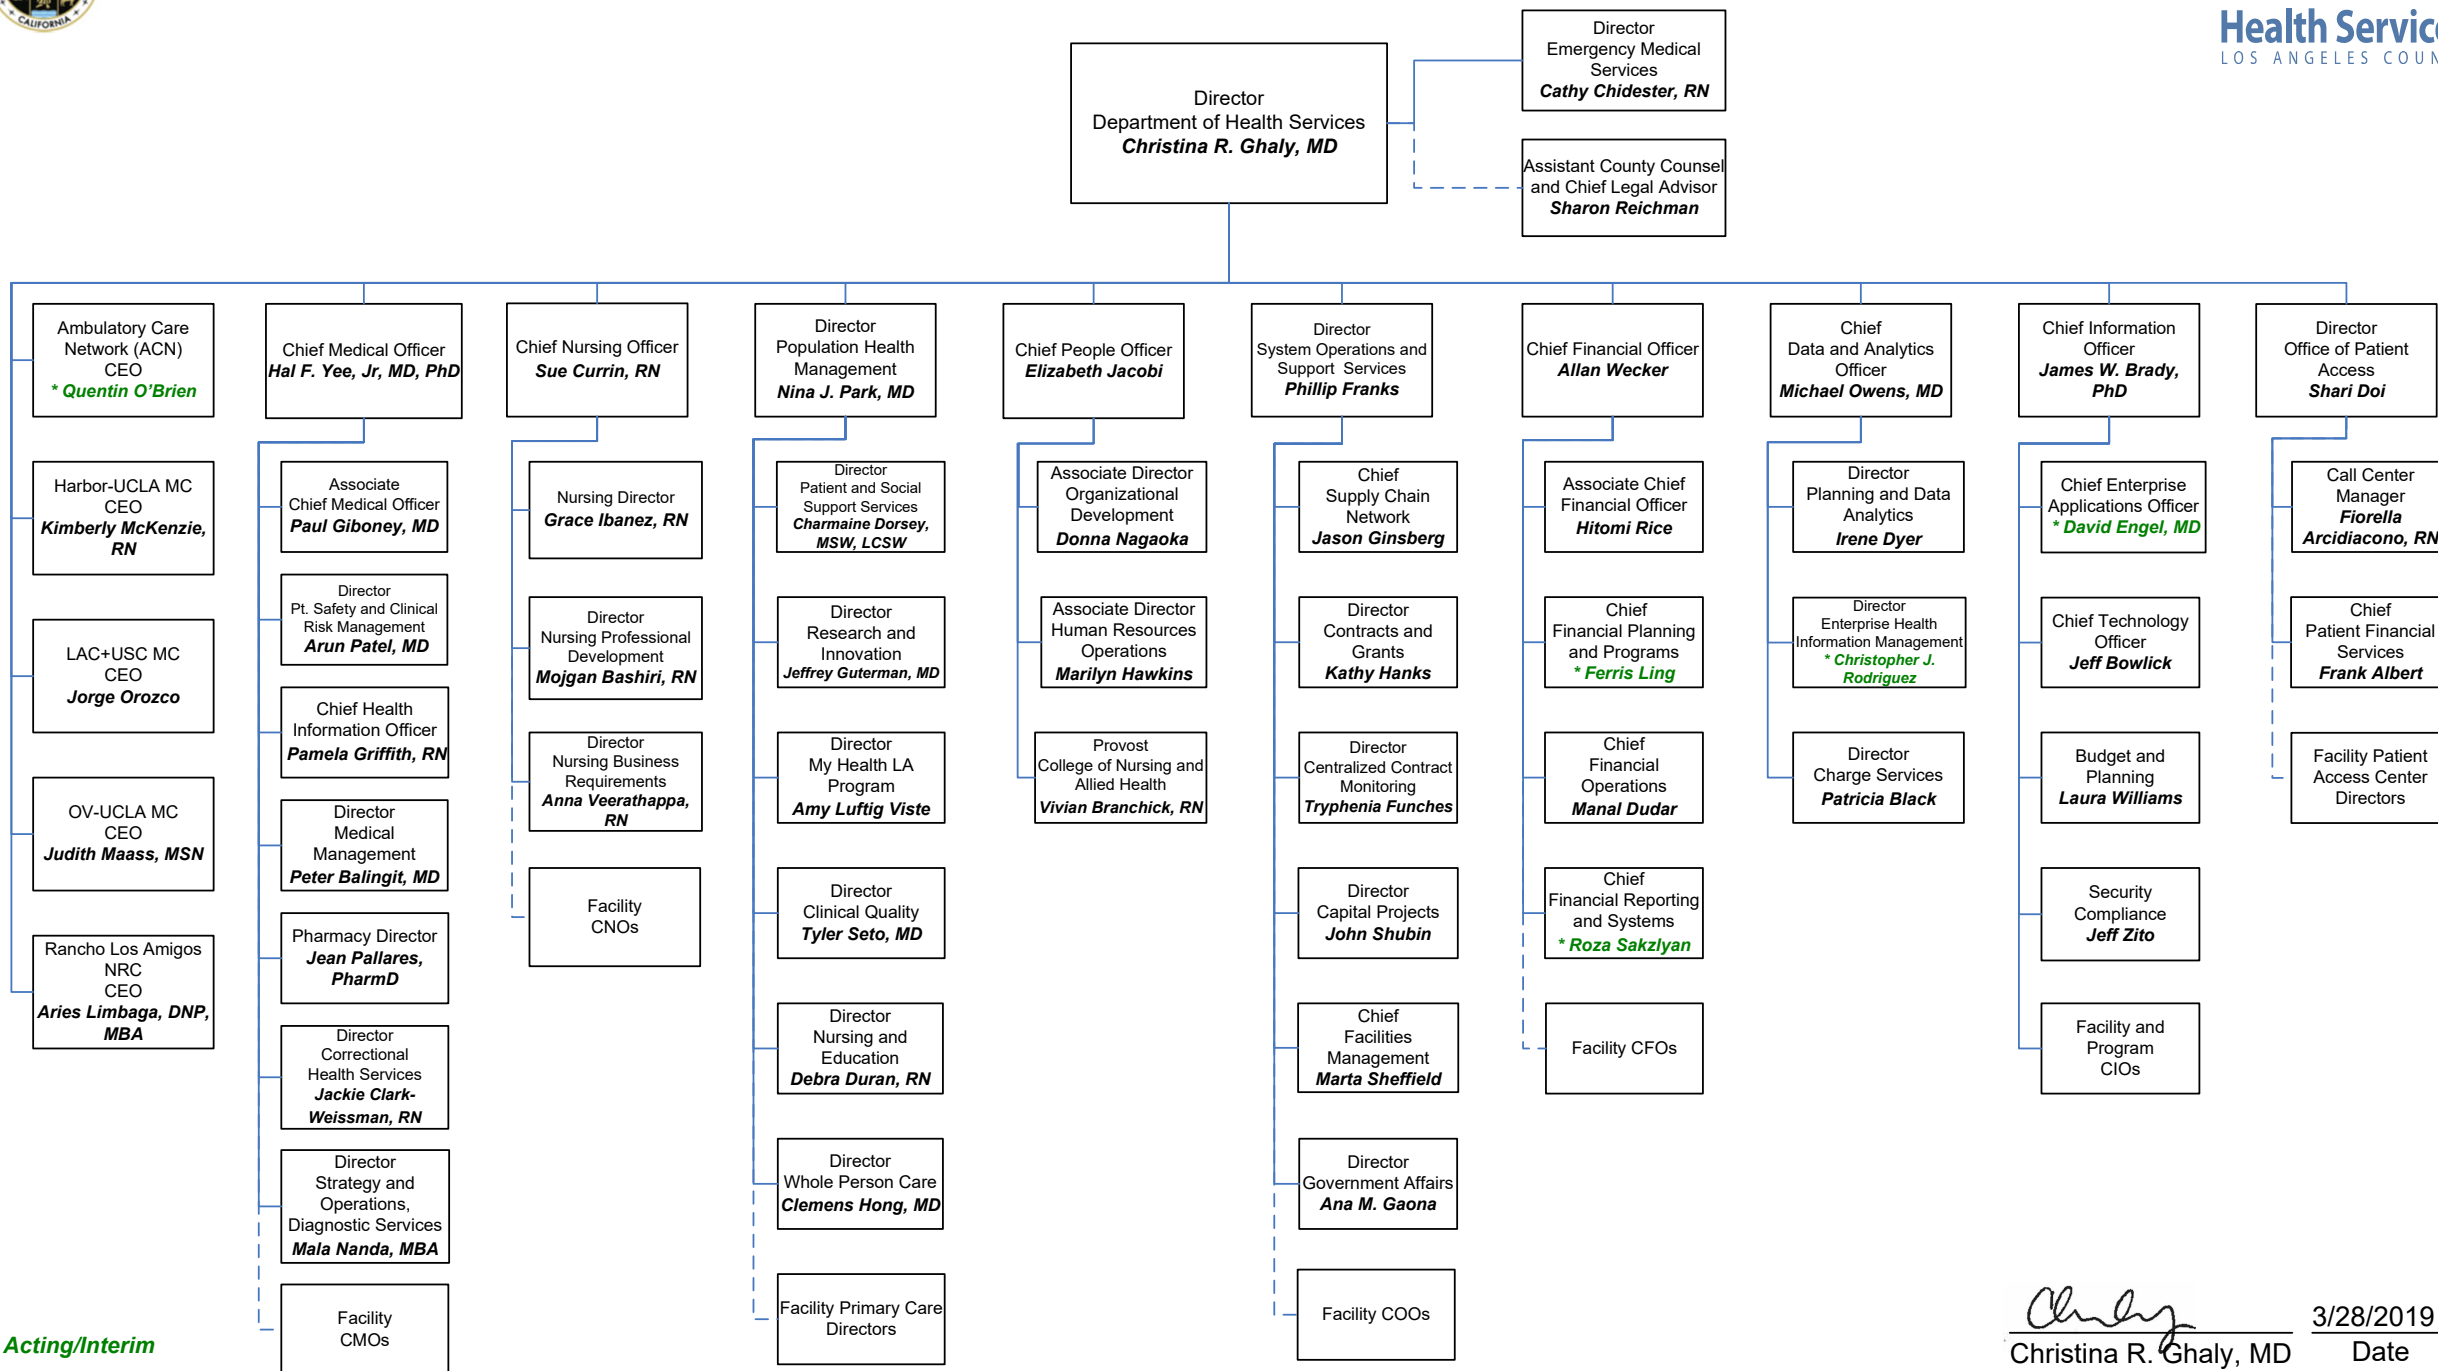 CALIFORNIA
Health Servic
LOS ANGELES COUN
Director
Department of Health Services
Christina R. Ghaly, MD
Director
Emergency Medical
Services
Cathy Chidester, RN
Assistant County Counsel
and Chief Legal Advisor
Sharon Reichman
Ambulatory Care
Network (ACN)
CEO
* Quentin O’Brien
Harbor-UCLA MC
CEO
Kimberly McKenzie,
RN
LAC+USC MC
CEO
Jorge Orozco
OV-UCLA MC
CEO
Judith Maass, MSN
Rancho Los Amigos
NRC
CEO
Aries Limbaga, DNP,
MBA
Chief Medical Officer
Hal F. Yee, Jr, MD, PhD
Associate
Chief Medical Officer
Paul Giboney, MD
Director
Pt. Safety and Clinical
Risk Management
Arun Patel, MD
Chief Health
Information Officer
Pamela Griffith, RN
Director
Medical
Management
Peter Balingit, MD
Pharmacy Director
Jean Pallares,
PharmD
Director
Correctional
Health Services
Jackie Clark-
Weissman, RN
Director
Strategy and
Operations,
Diagnostic Services
Mala Nanda, MBA
Facility
CMOs
Chief Nursing Officer
Sue Currin, RN
Nursing Director
Grace Ibanez, RN
Director
Nursing Professional
Development
Mojgan Bashiri, RN
Director
Nursing Business
Requirements
Anna Veerathappa,
RN
Facility
CNOs
Director
Population Health
Management
Nina J. Park, MD
Director
Patient and Social
Support Services
Charmaine Dorsey,
MSW, LCSW
Director
Research and
Innovation
Jeffrey Guterman, MD
Director
My Health LA
Program
Amy Luftig Viste
Director
Clinical Quality
Tyler Seto, MD
Director
Nursing and
Education
Debra Duran, RN
Director
Whole Person Care
Clemens Hong, MD
Facility Primary Care
Directors
Chief People Officer
Elizabeth Jacobi
Associate Director
Organizational
Development
Donna Nagaoka
Associate Director
Human Resources
Operations
Marilyn Hawkins
Provost
College of Nursing and
Allied Health
Vivian Branchick, RN
Director
System Operations and
Support Services
Phillip Franks
Chief
Supply Chain
Network
Jason Ginsberg
Director
Contracts and
Grants
Kathy Hanks
Director
Centralized Contract
Monitoring
Tryphenia Funches
Director
Capital Projects
John Shubin
Chief
Facilities
Management
Marta Sheffield
Director
Government Affairs
Ana M. Gaona
Facility COOs
Chief Financial Officer
Allan Wecker
Associate Chief
Financial Officer
Hitomi Rice
Chief
Financial Planning
and Programs
* Ferris Ling
Chief
Financial
Operations
Manal Dudar
Chief
Financial Reporting
and Systems
* Roza Sakzlyan
Facility CFOs
Chief
Data and Analytics
Officer
Michael Owens, MD
Director
Planning and Data
Analytics
Irene Dyer
Director
Enterprise Health
Information Management
* Christopher J.
Rodriguez
Director
Charge Services
Patricia Black
Chief Information
Officer
James W. Brady,
PhD
Chief Enterprise
Applications Officer
* David Engel, MD
Chief Technology
Officer
Jeff Bowlick
Budget and
Planning
Laura Williams
Security
Compliance
Jeff Zito
Facility and
Program
CIOs
Director
Office of Patient
Access
Shari Doi
Call Center
Manager
Fiorella
Arcidiacono, RN
Chief
Patient Financial
Services
Frank Albert
Facility Patient
Access Center
Directors
Acting/Interim
3/28/2019
Christina R. Ghaly, MD
Date